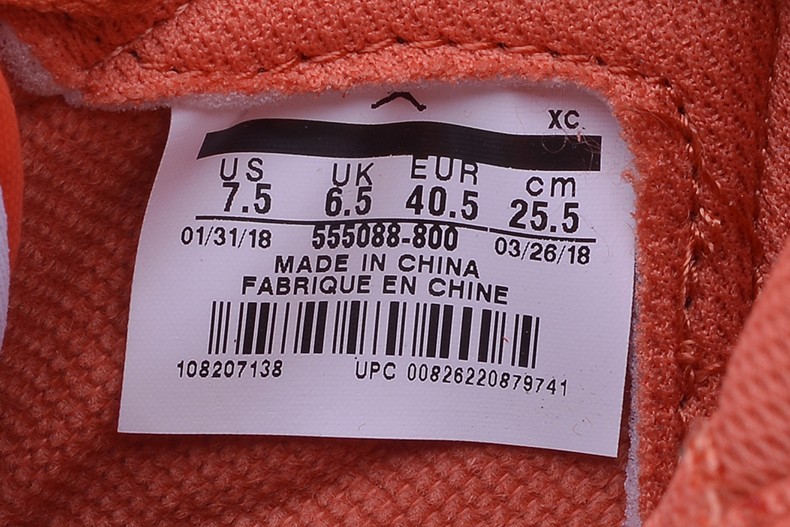 XC
US UK EUR cm
7.5 6.5 40.5 25.5
01/31/18 555088-800 03/26/18
MADE IN CHINA
FABRIQUE EN CHINE
108207138 UPC 00826220879741